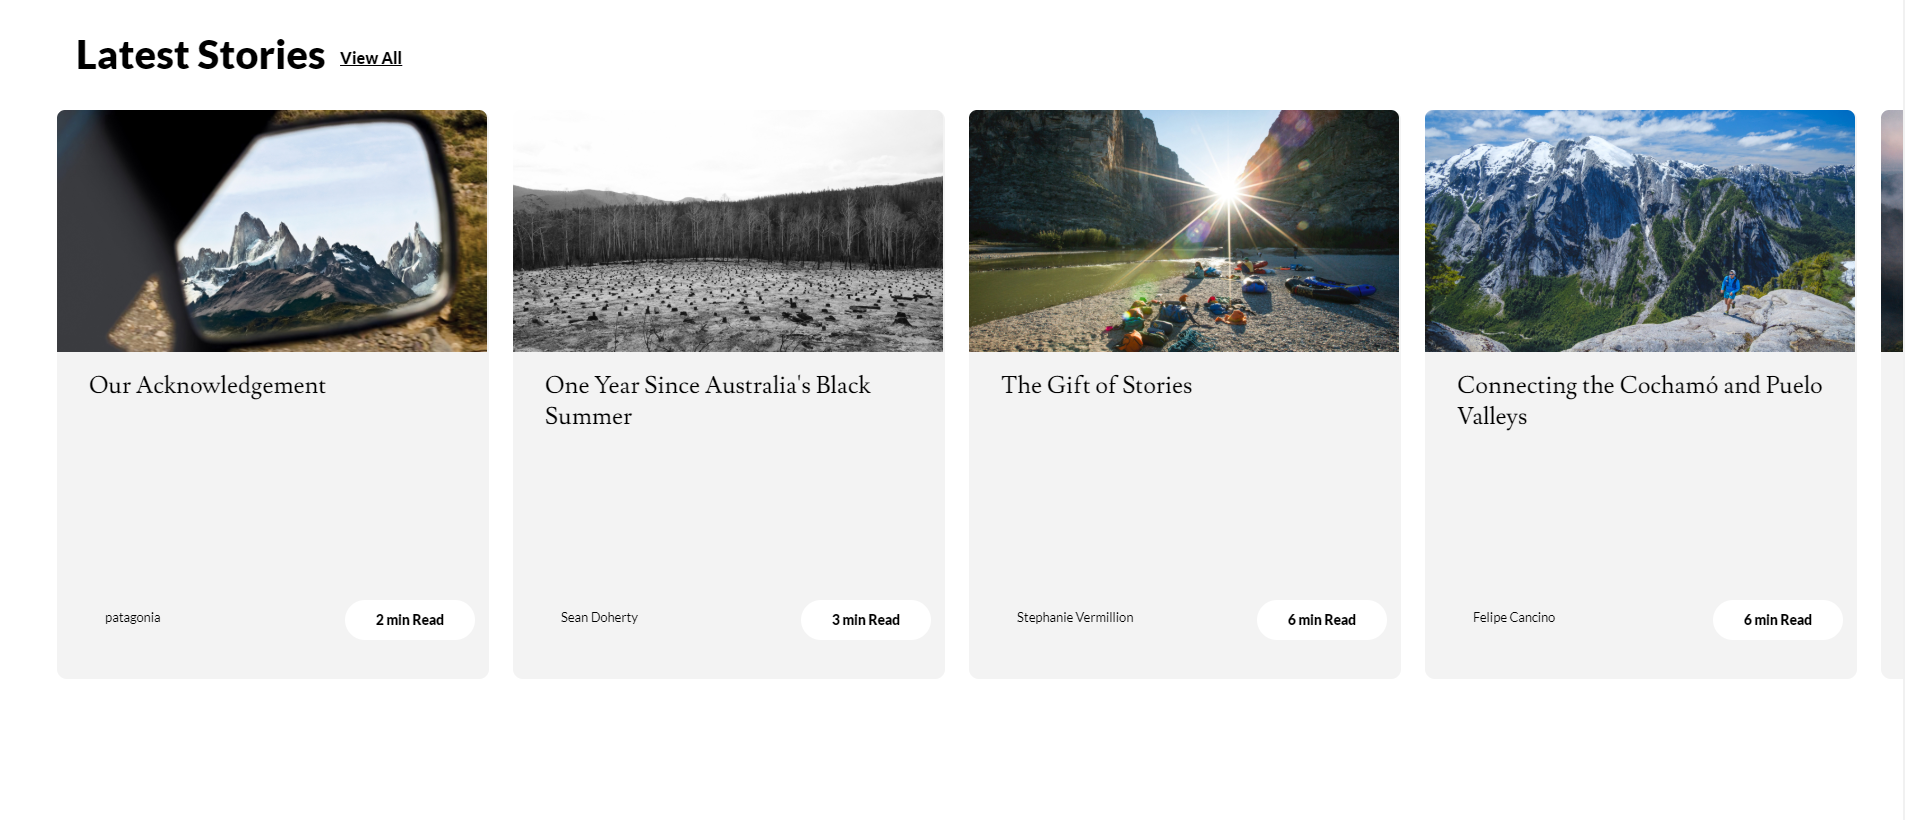 Latest Stories View All
Our Acknowledgement
patagonia 2 min Read
One Year Since Australia's Black
Summer
Sean Doherty 3 min Read
The Gift of Stories
Stephanie Vermillion 6 min Read
Connecting the Cochamó and Puelo
Valleys
Felipe Cancino 6 min Read